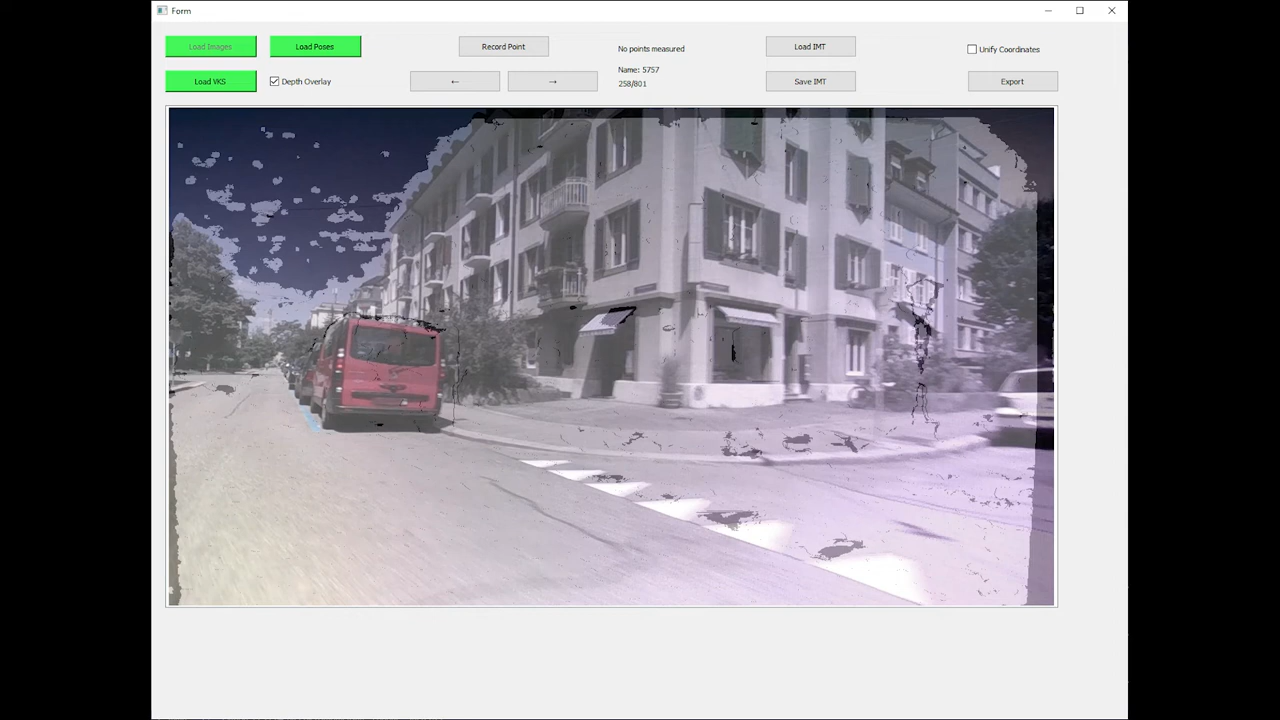 Form
Load Images
Load Poses
Record Point
No points measured
Load IMT
Unify Coordinates
Name: 5757
Load VKS
Depth Overlay
←
→
258/801
Save IMT
Export